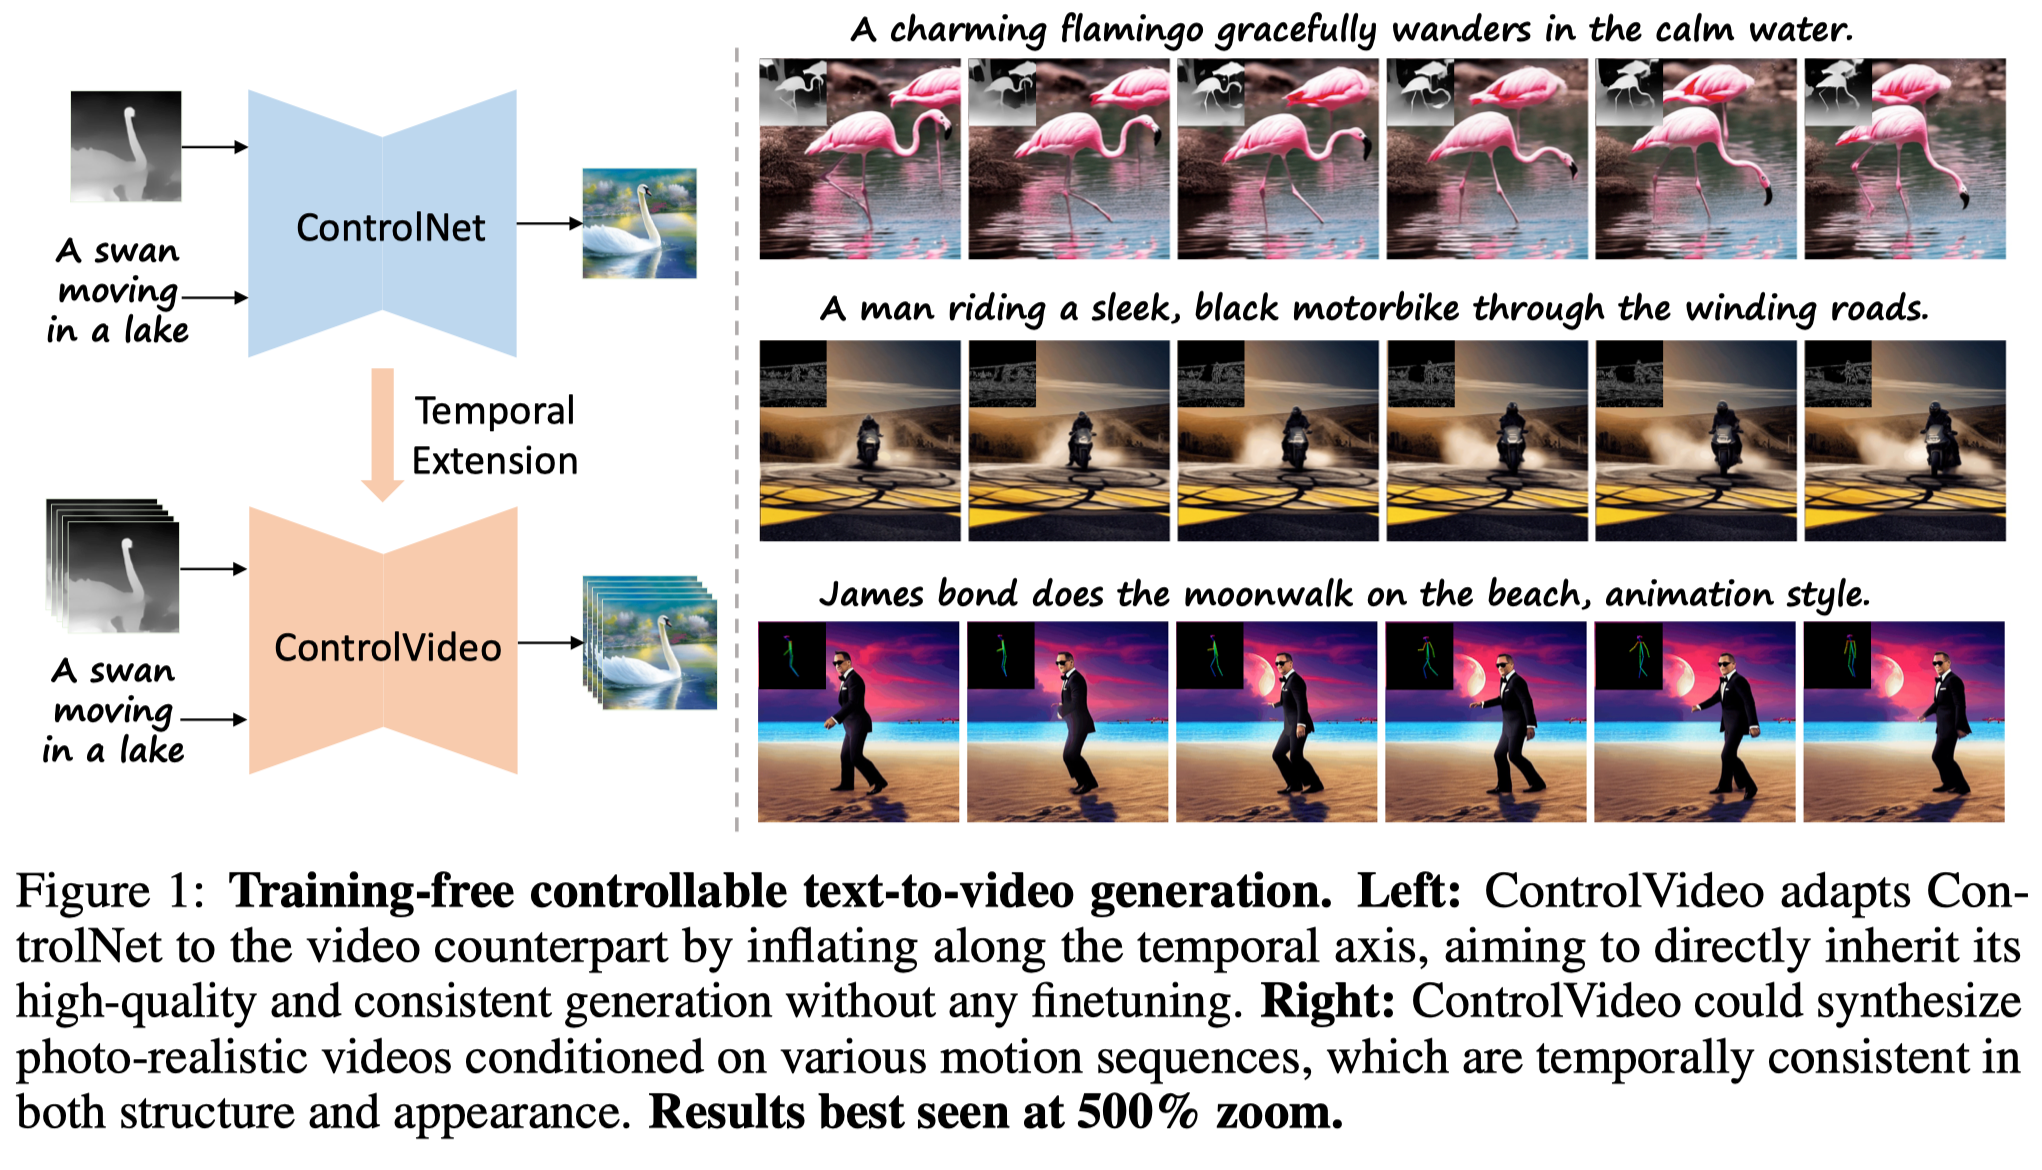 A swan
moving
in a lake
ControlNet
Temporal
Extension
A swan
moving
in a lake
ControlVideo
A charming flamingo gracefully wanders in the calm water.
A man riding a sleek, black motorbike through the winding roads.
James bond does the moonwalk on the beach, animation style.
Figure 1: Training-free controllable text-to-video generation. Left: ControlVideo adapts Con-
trolNet to the video counterpart by inflating along the temporal axis, aiming to directly inherit its
high-quality and consistent generation without any finetuning. Right: ControlVideo could synthesize
photo-realistic videos conditioned on various motion sequences, which are temporally consistent in
both structure and appearance. Results best seen at 500% zoom.